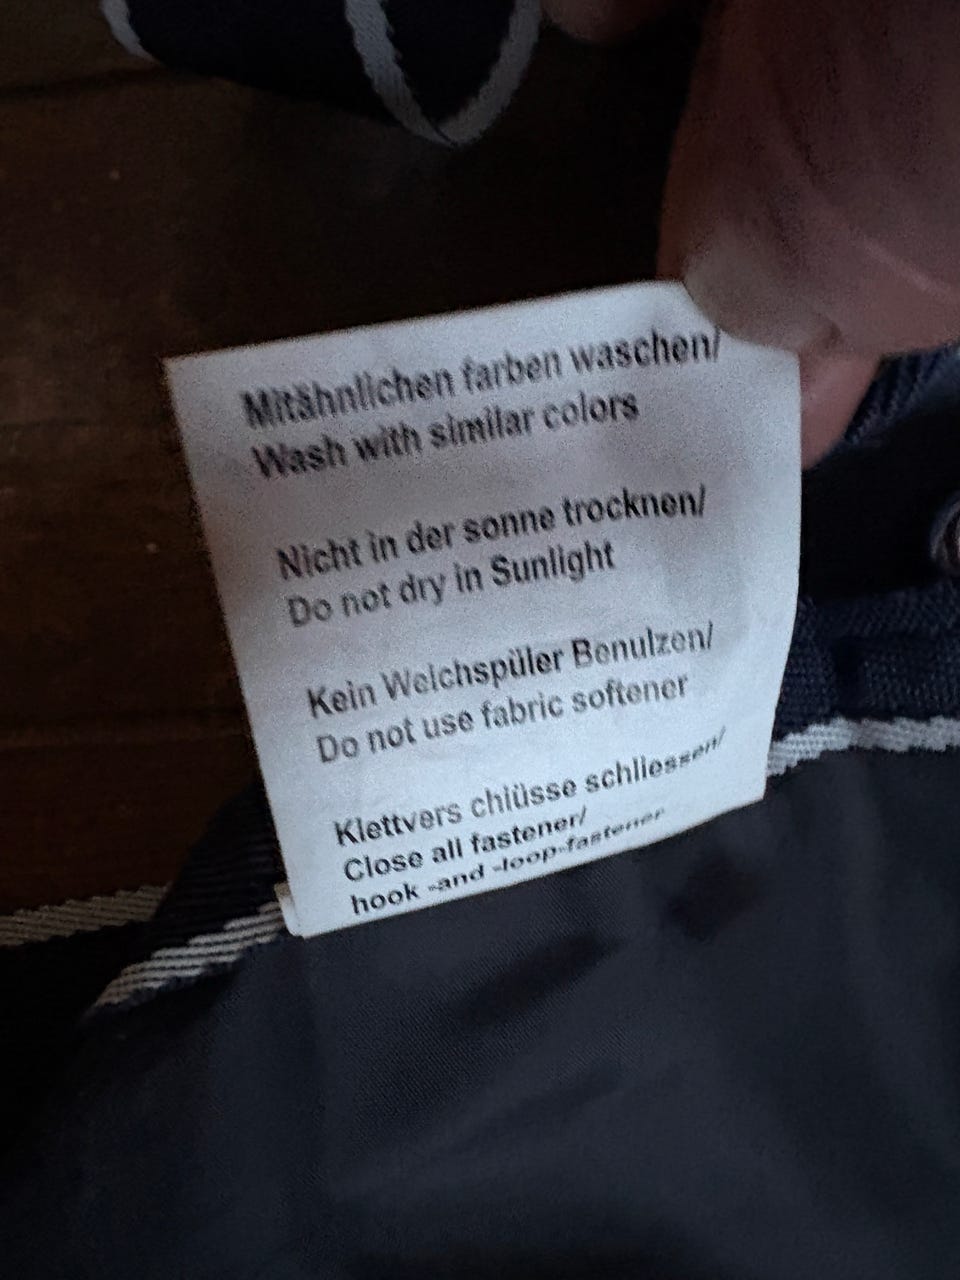 Mitähnlichen farben waschen/
Wash with similar colors
Nicht in der sonne trocknen/
Do not dry in Sunlight
Kein Weichspüler Benulzen/
Do not use fabric softener
Klettvers chlüsse schliessen/
Close all fastener/
hook -and -loop-fastener